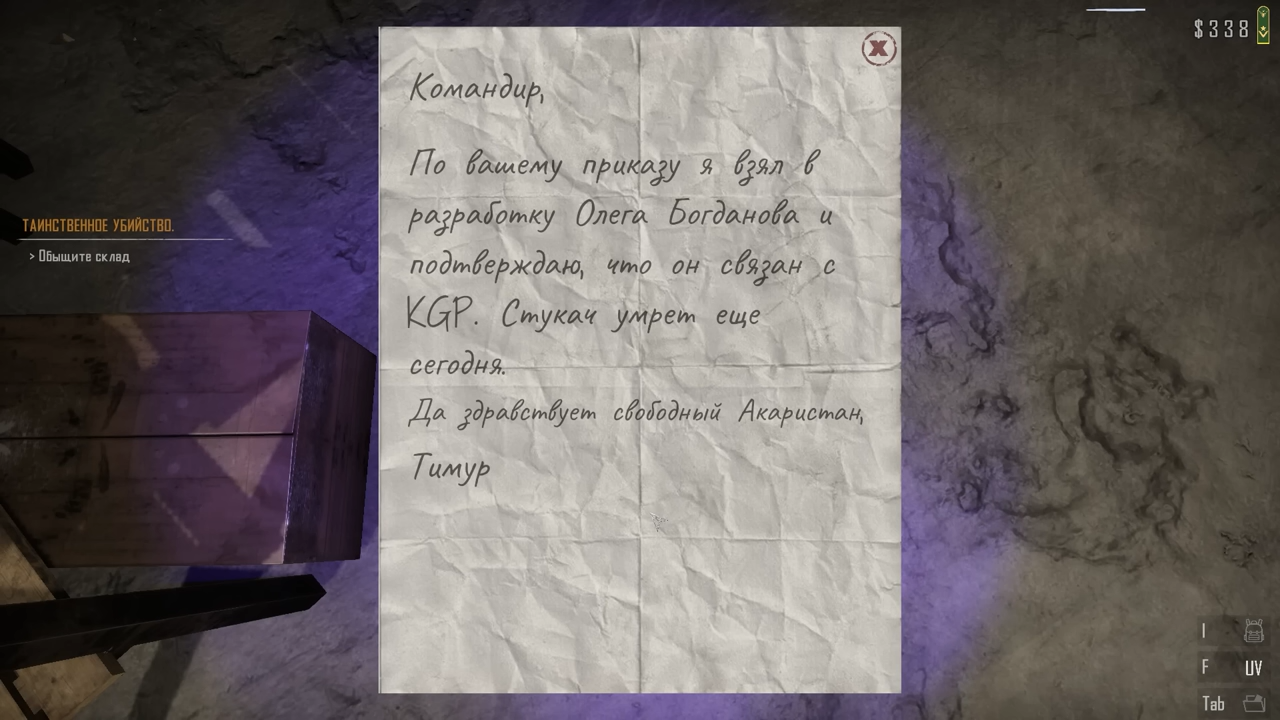 $338
Командир,
По вашему приказу я взял в
разработку Олега Богданова и
подтверждаю, что он связан с
KGP. Стукач умрет еще
сегодня.
Да здравствует свободный Акаристан,
Тимур
ТАИНСТВЕННОЕ УБИЙСТВО.
> Обыщите склад
X
I
F UV
Tab